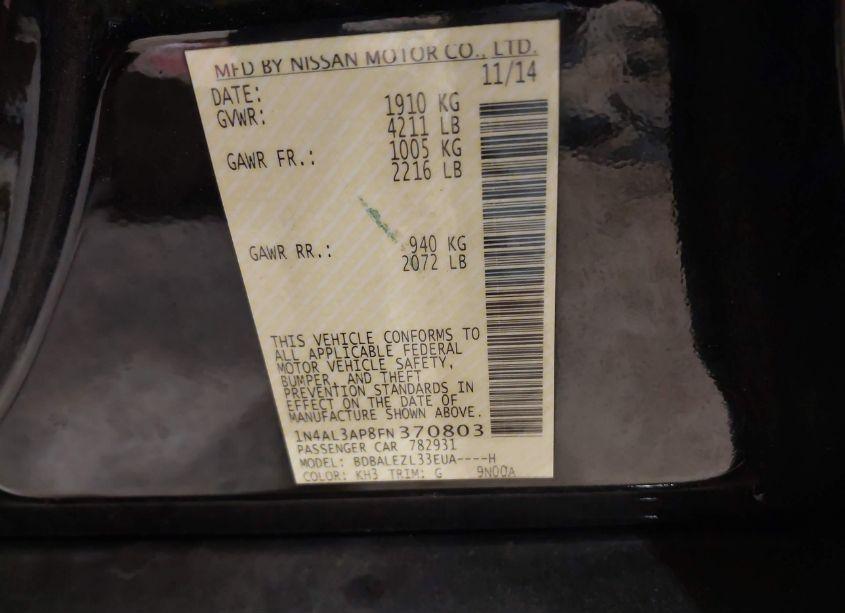 MFD BY NISSAN MOTOR CO., LTD.
DATE: 11/14
GVWR: 1910 KG
4211 LB
GAWR FR.: 1005 KG
2216 LB
GAWR RR.: 940 KG
2072 LB
THIS VEHICLE CONFORMS TO
ALL APPLICABLE FEDERAL
MOTOR VEHICLE SAFETY,
BUMPER, AND THEFT
PREVENTION STANDARDS IN
EFFECT ON THE DATE OF
MANUFACTURE SHOWN ABOVE.
1N4AL3AP8FN370803
PASSENGER CAR 782931
MODEL: BDBALEZL33EUA----H
COLOR: KH3 TRIM: G 9N00A